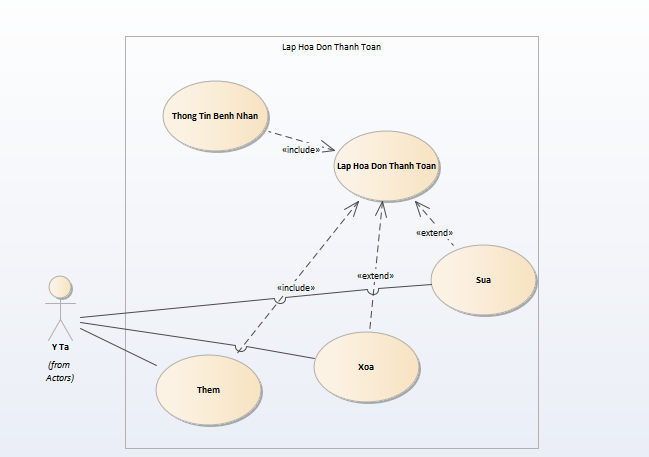 Lap Hoa Don Thanh Toan
Thong Tin Benh Nhan
«include»
Lap Hoa Don Thanh Toan
«extend»
«extend»
Sua
«include»
Y Ta
(from
Actors)
Xoa
Them